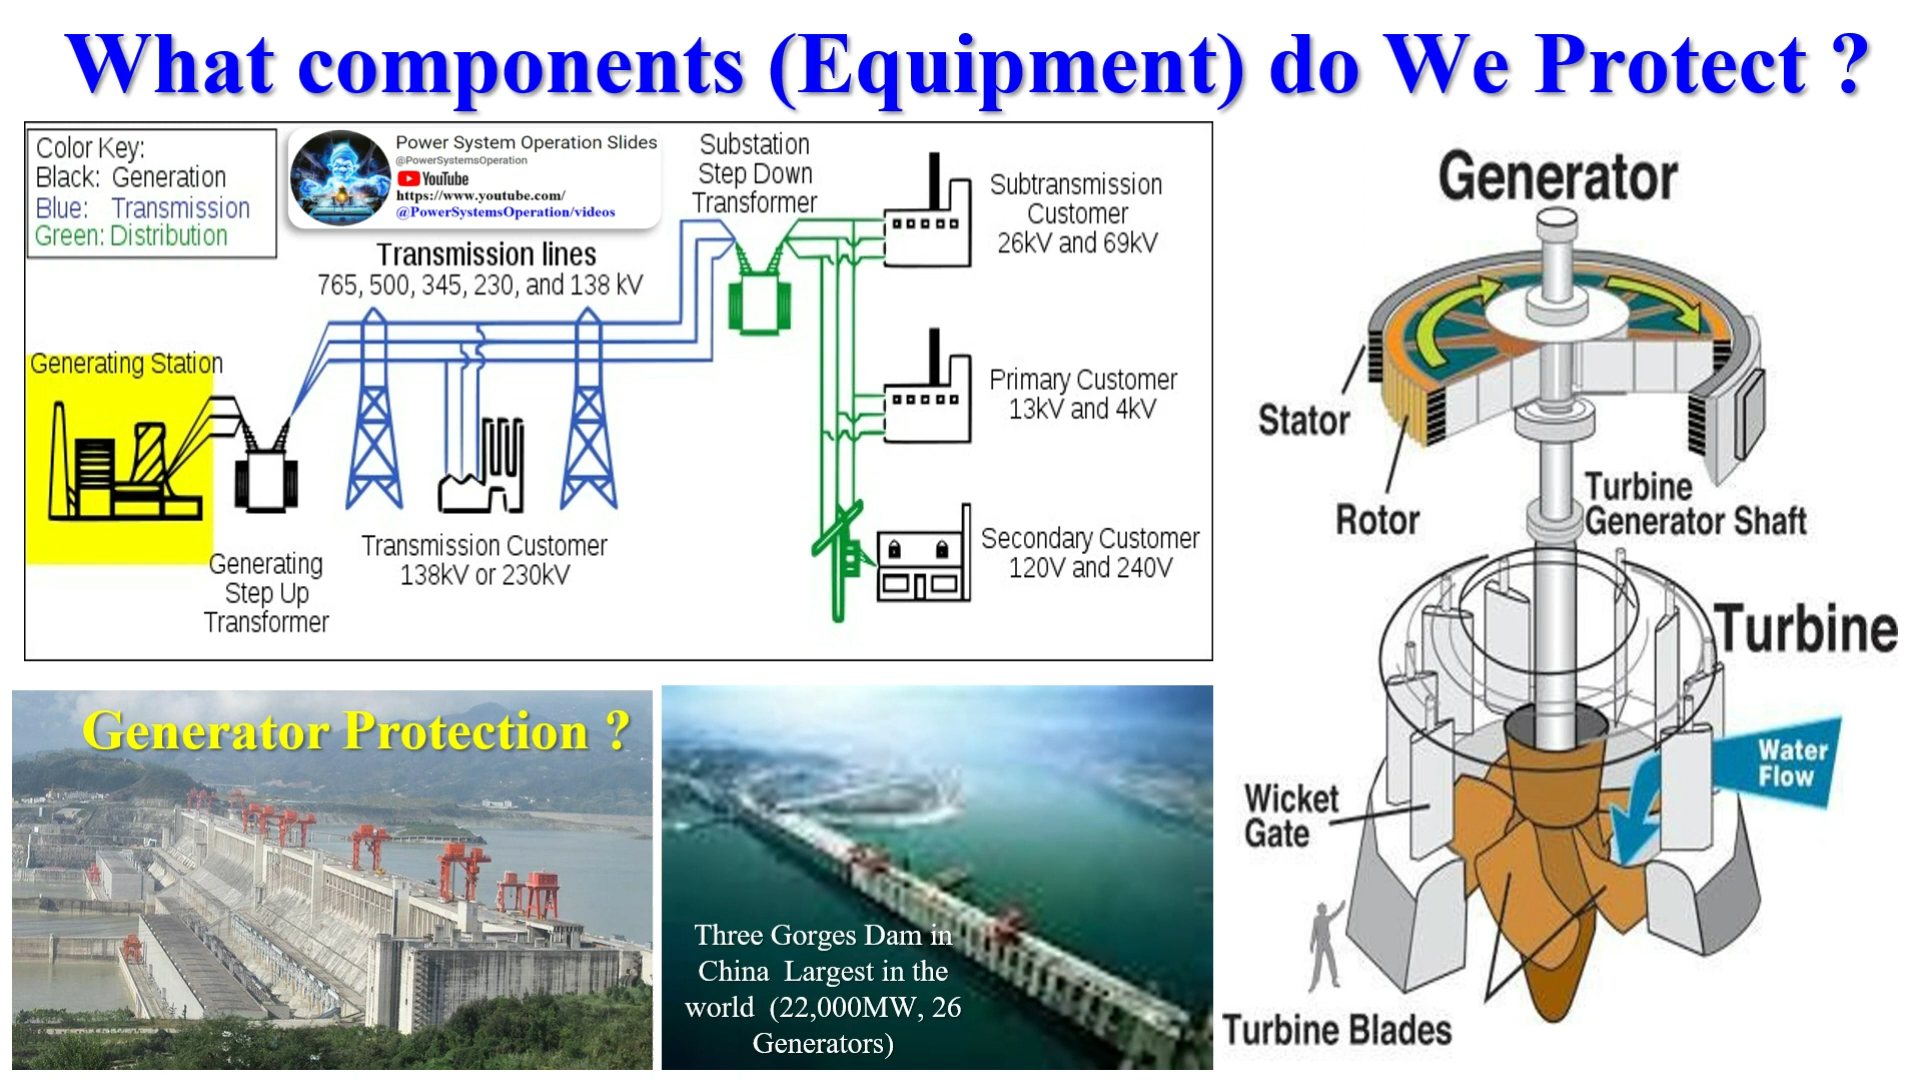 What components (Equipment) do We Protect ?
Color Key:
Black: Generation
Blue: Transmission
Green: Distribution
Power System Operation Slides
@PowerSystemsOperation
YouTube
https://www.youtube.com/
@PowerSystemsOperation/videos
Substation
Step Down
Transformer
Subtransmission
Customer
26kV and 69kV
Transmission lines
765, 500, 345, 230, and 138 kV
Generating Station
Primary Customer
13kV and 4kV
Transmission Customer
138kV or 230kV
Secondary Customer
120V and 240V
Generating
Step Up
Transformer
Generator
Stator
Rotor
Turbine
Generator Shaft
Turbine
Water
Flow
Wicket
Gate
Turbine Blades
Generator Protection ?
Three Gorges Dam in
China Largest in the
world (22,000MW, 26
Generators)